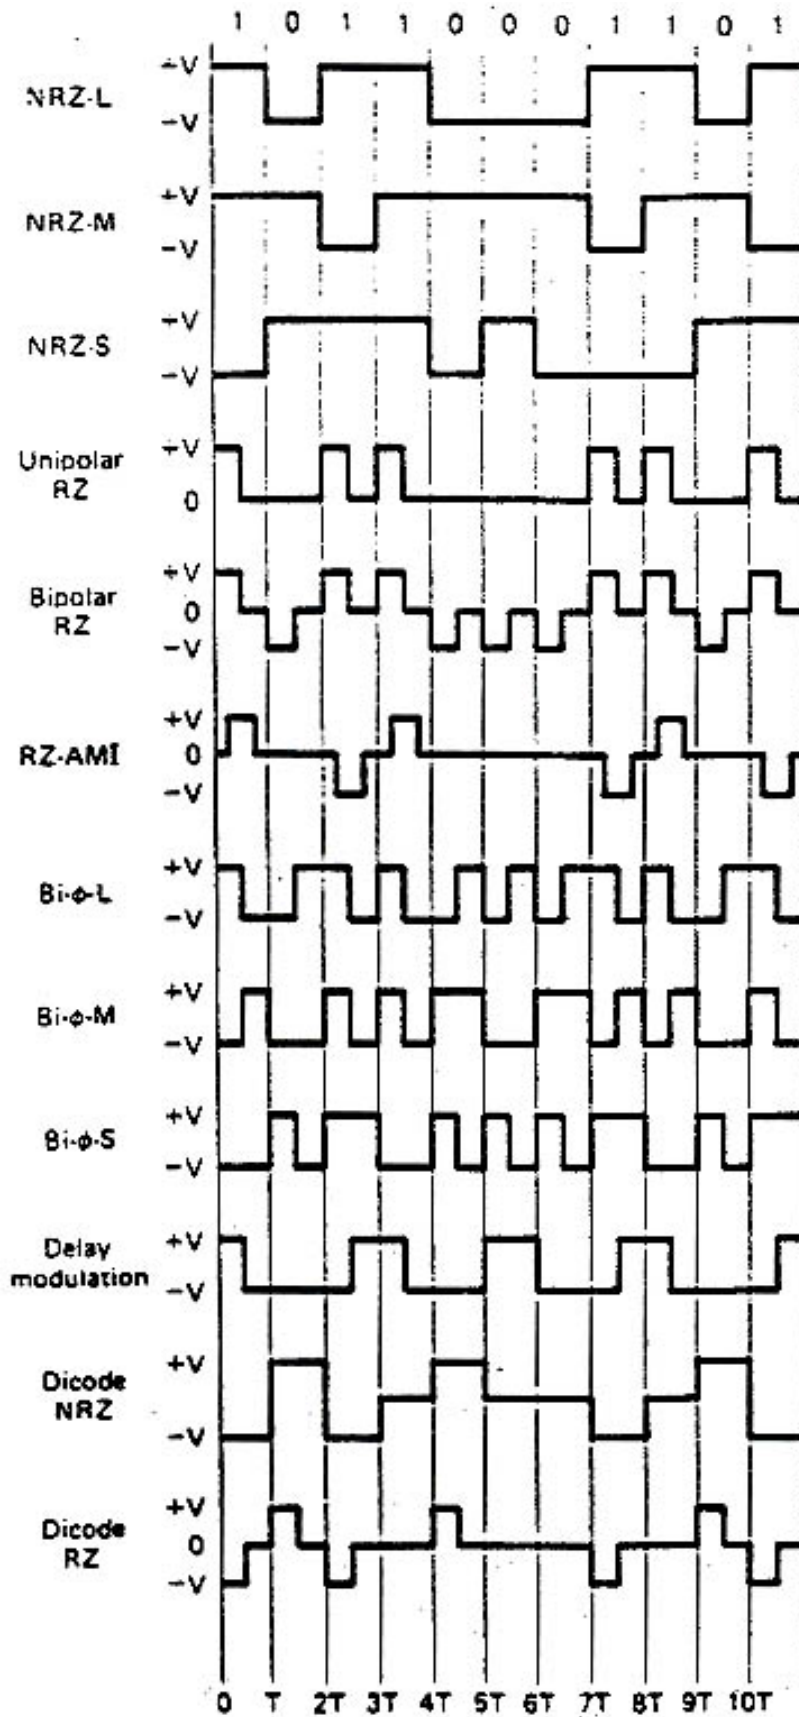 1 0 1 1 0 0 0 1 1 0 1
+V
NRZ-L
-V
+V
NRZ-M
-V
+V
NRZ-S
-V
+V
Unipolar
RZ
0
+V
Bipolar
0
RZ
-V
+V
RZ-AMI
0
-V
+V
Bi-φ-L
-V
+V
Bi-φ-M
-V
+V
Bi-φ-S
-V
+V
Delay
modulation
-V
+V
Dicode
NRZ
-V
+V
Dicode
0
RZ
-V
0 T 2T 3T 4T 5T 6T 7T 8T 9T 10T